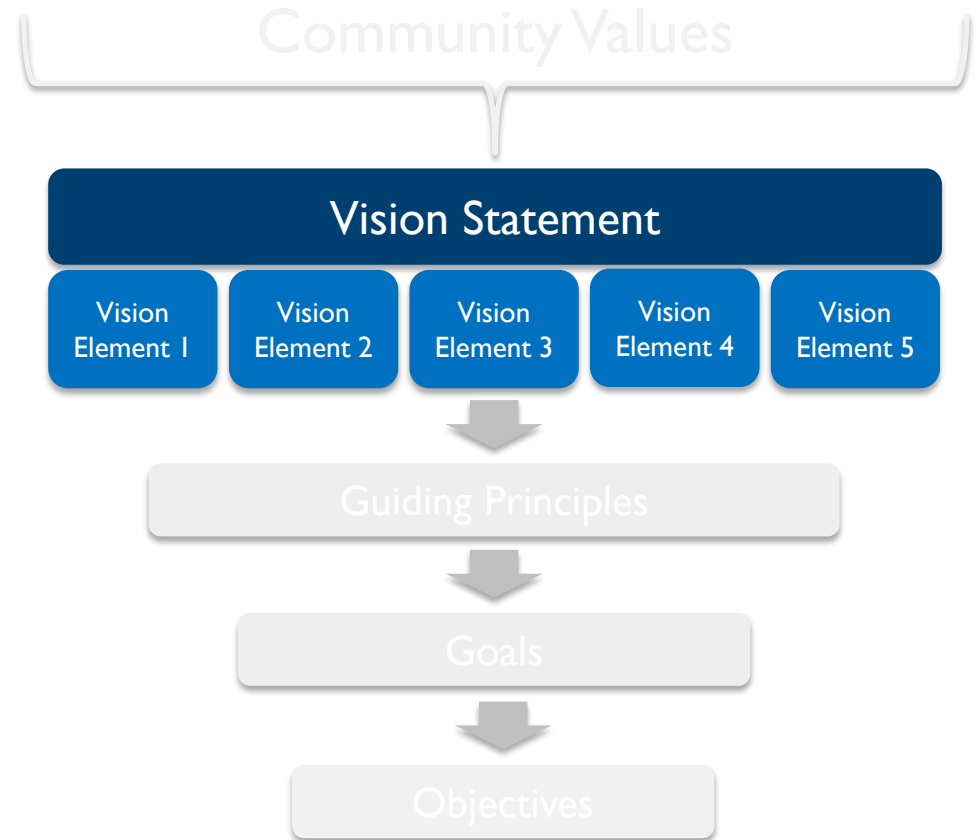 Community Values
Vision Statement
Vision
Element 1
Vision
Element 2
Vision
Element 3
Vision
Element 4
Vision
Element 5
Guiding Principles
Goals
Objectives